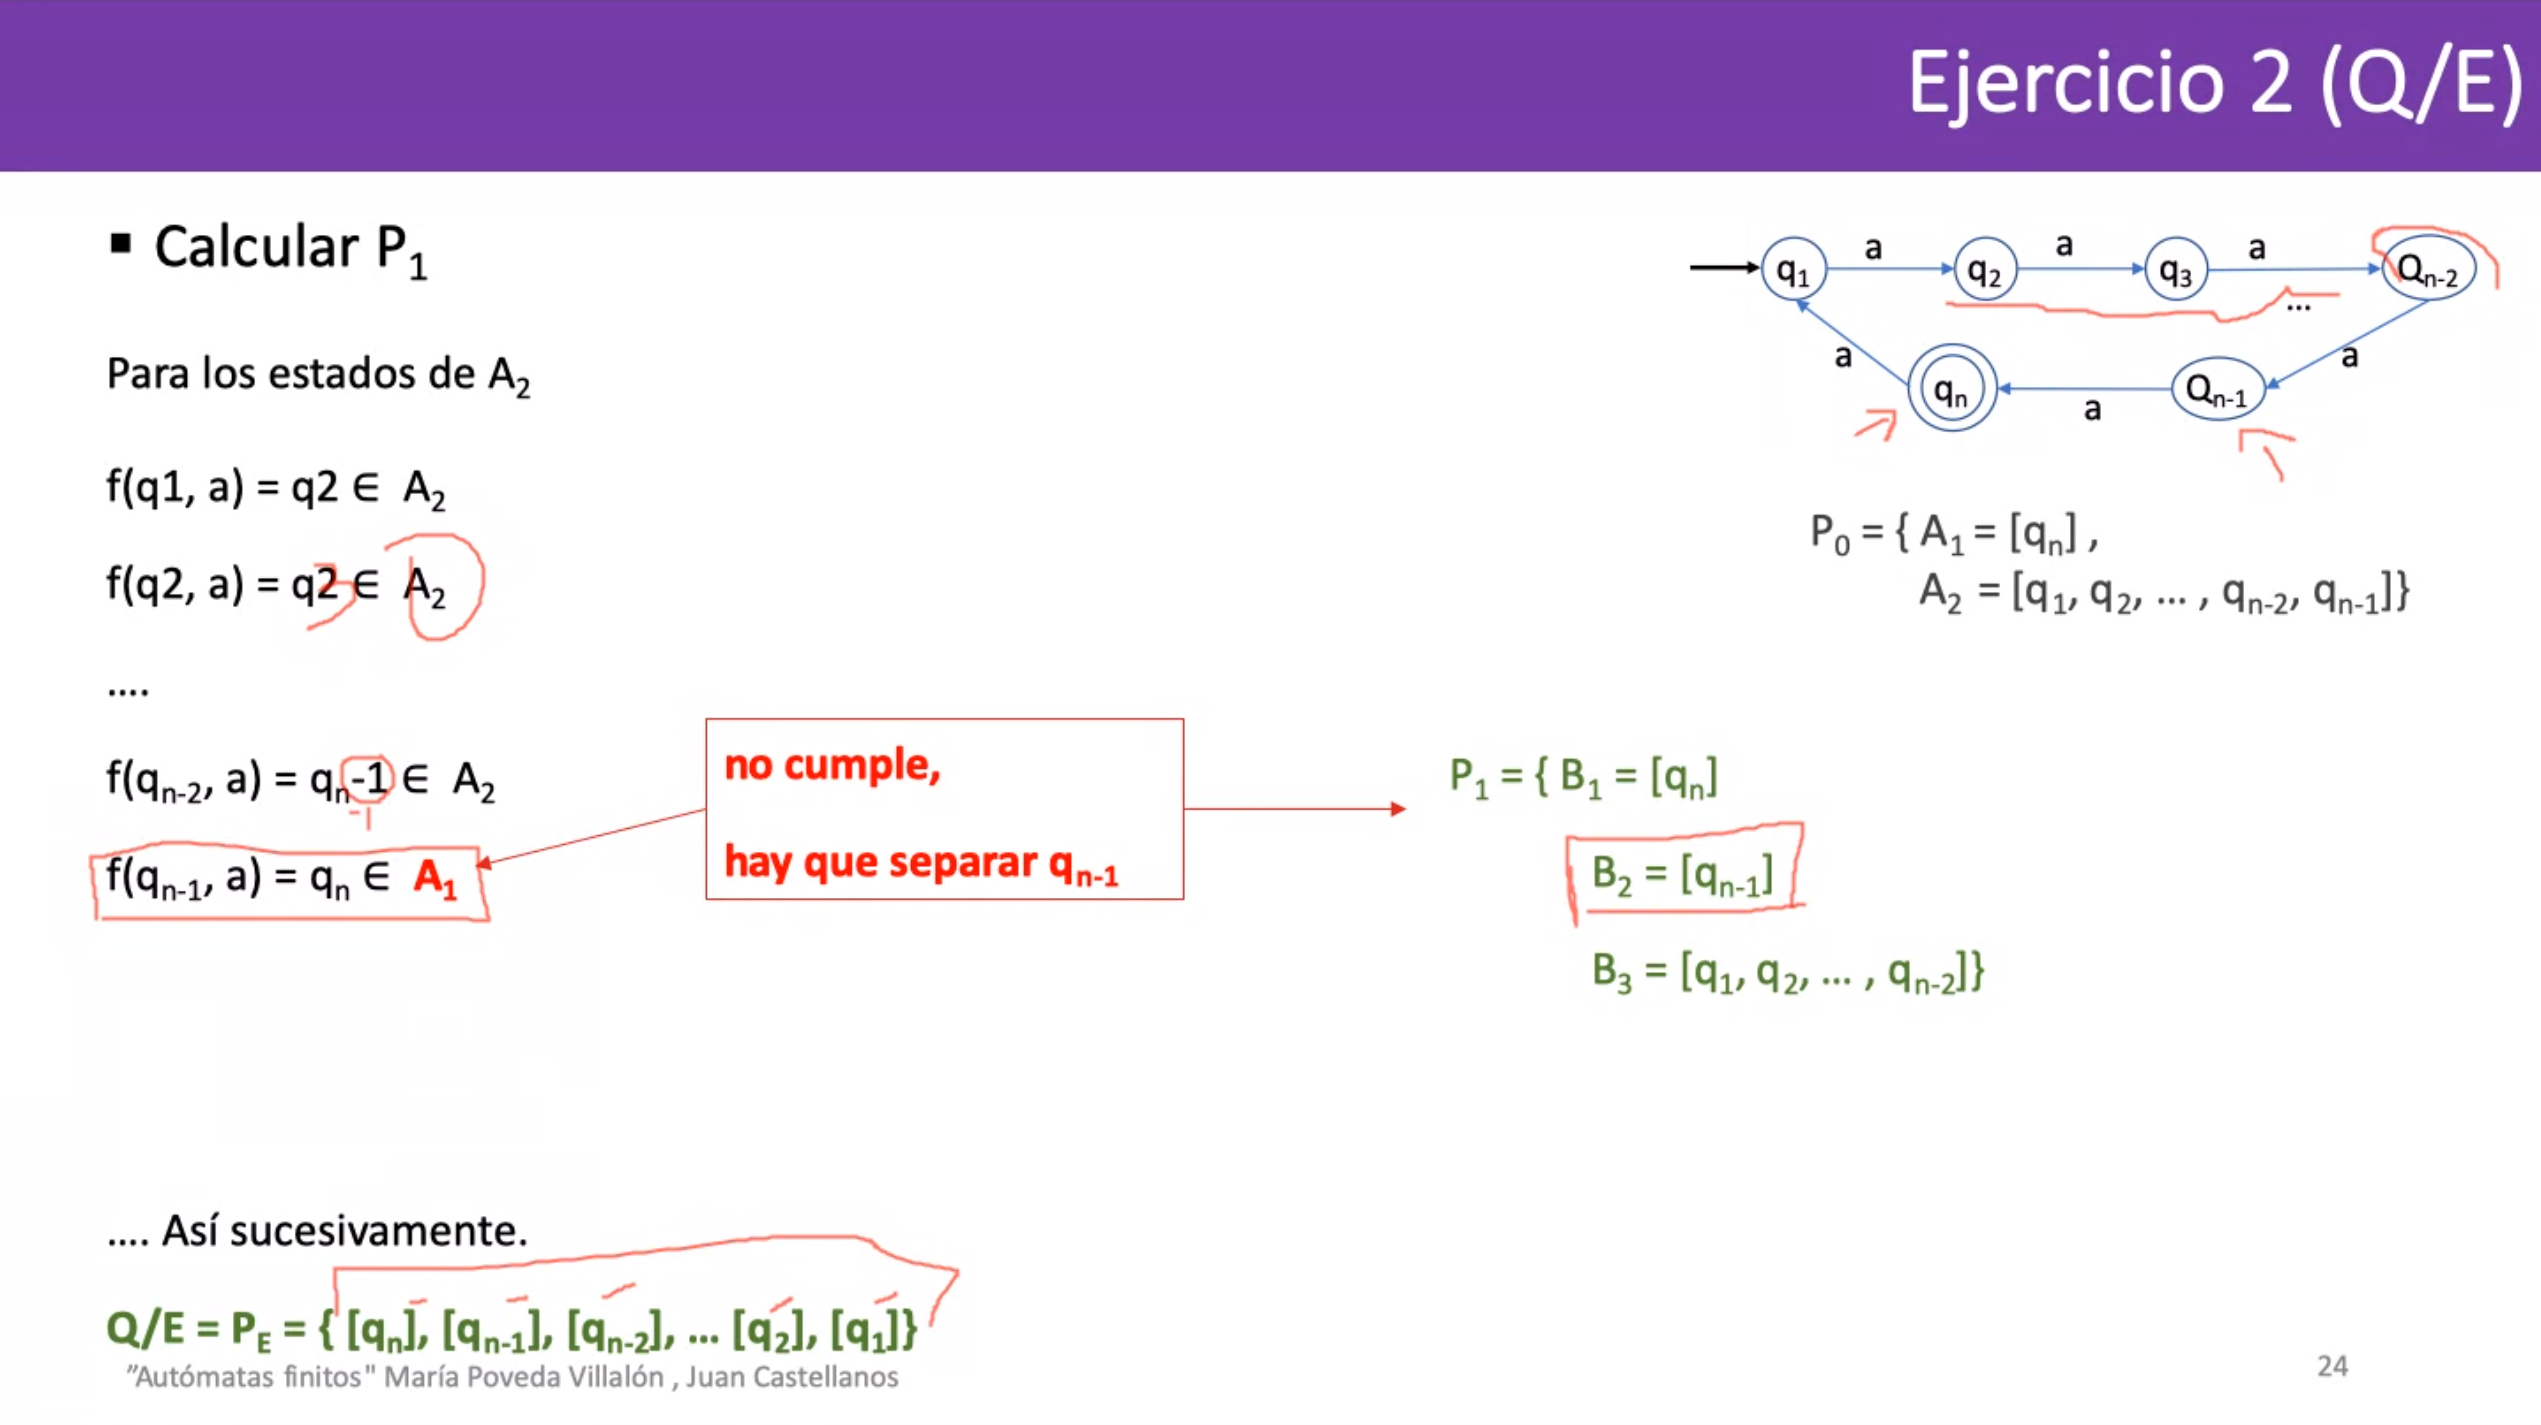 Ejercicio 2 (Q/E)
▪ Calcular P₁
Para los estados de A₂
f(q1, a) = q2 ∈ A₂
f(q2, a) = q2 ∈ A₂
3
....
f(qₙ₋₂, a) = qₙ-1 ∈ A₂
-1
f(qₙ₋₁, a) = qₙ ∈ A₁
no cumple,
hay que separar qₙ₋₁
q₁ a q₂ a q₃ a Qₙ₋₂
...
a qₙ a Qₙ₋₁ a
P₀ = { A₁ = [qₙ] ,
A₂ = [q₁, q₂, ... , qₙ₋₂, qₙ₋₁]}
P₁ = { B₁ = [qₙ]
B₂ = [qₙ₋₁]
B₃ = [q₁, q₂, ... , qₙ₋₂]}
.... Así sucesivamente.
Q/E = P_E = { [qₙ], [qₙ₋₁], [qₙ₋₂], ... [q₂], [q₁]}
"Autómatas finitos" María Poveda Villalón , Juan Castellanos
24